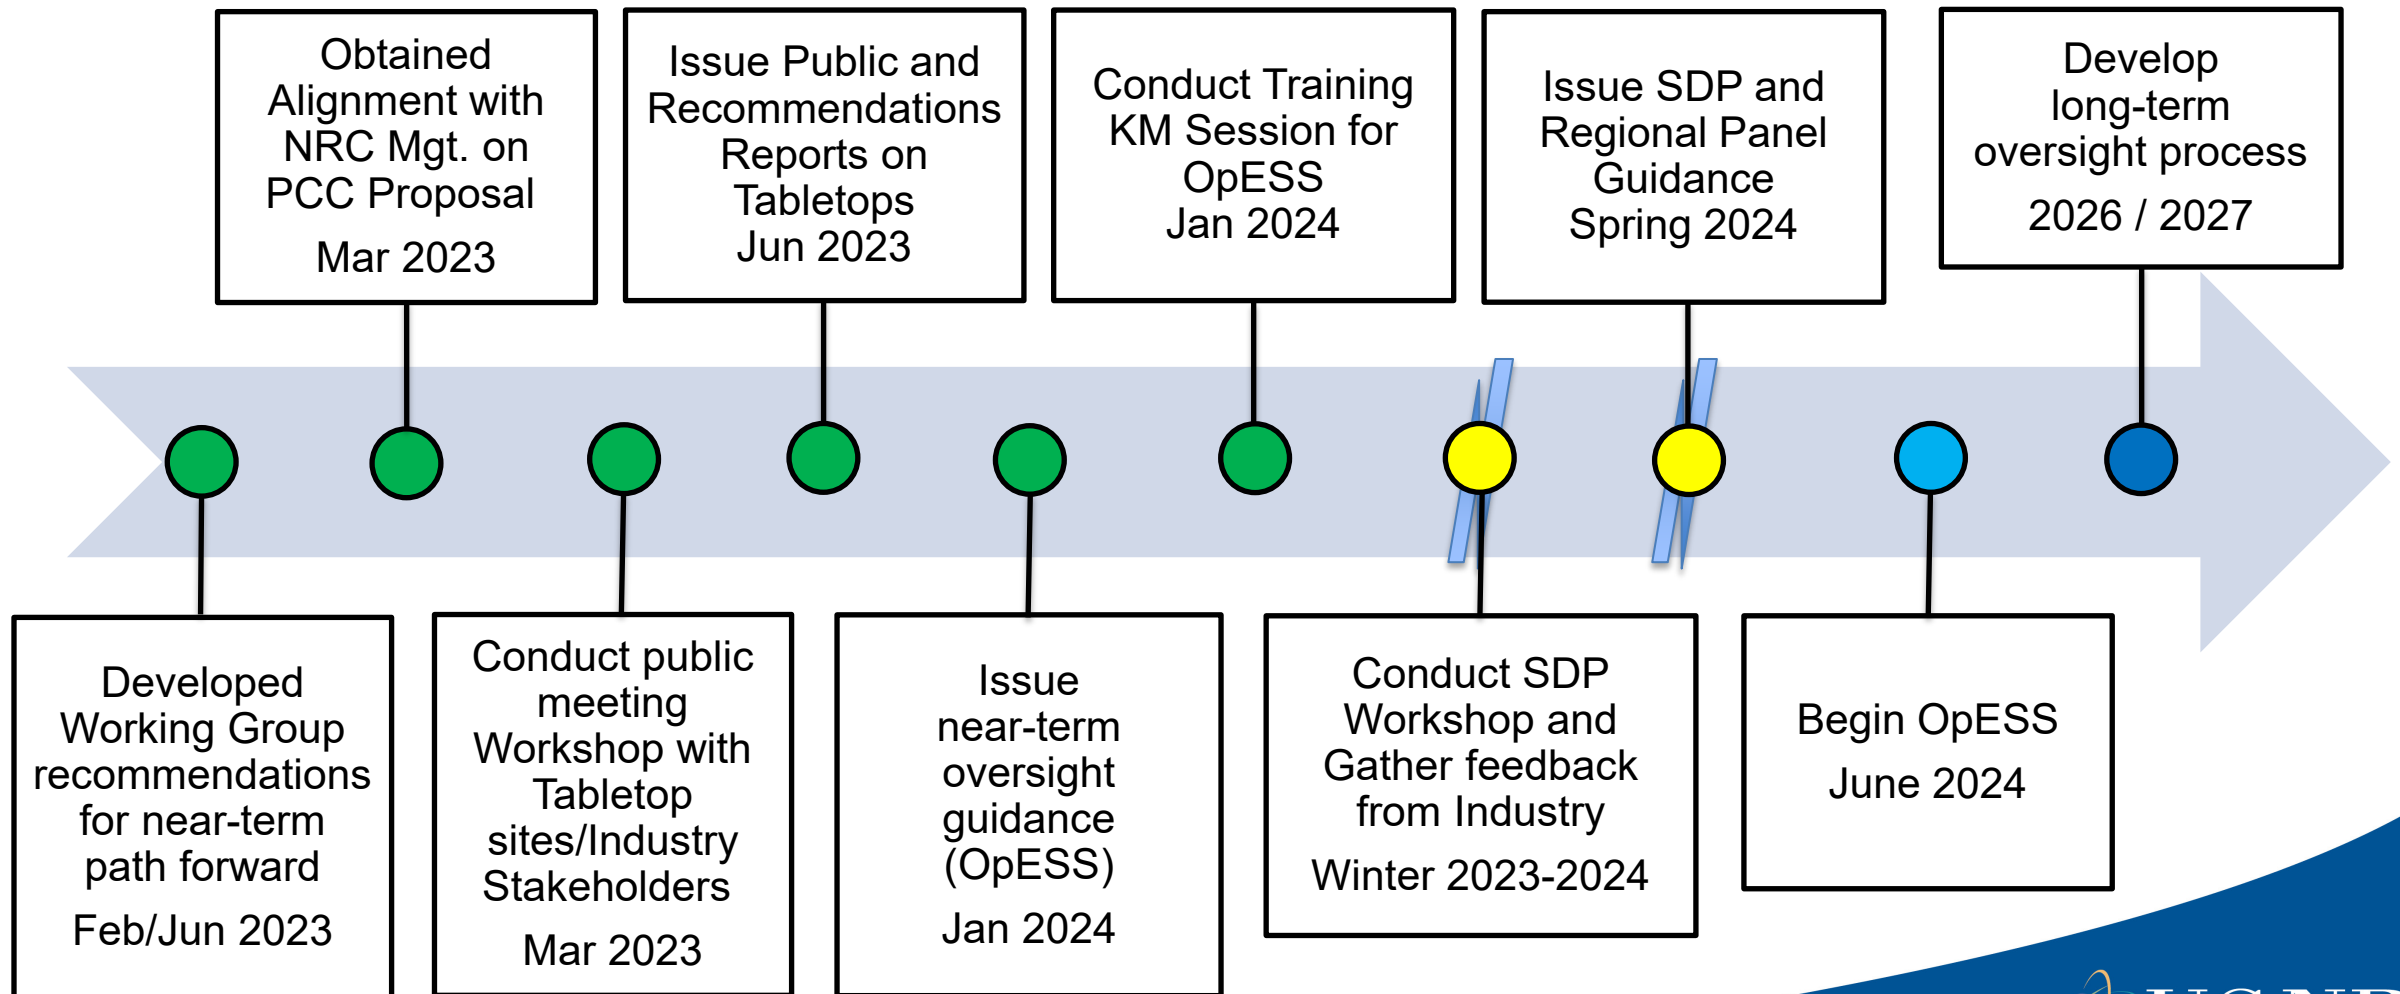 Obtained
Alignment with
NRC Mgt. on
PCC Proposal
Mar 2023
Issue Public and
Recommendations
Reports on
Tabletops
Jun 2023
Conduct Training
KM Session for
OpESS
Jan 2024
Issue SDP and
Regional Panel
Guidance
Spring 2024
Develop
long-term
oversight process
2026 / 2027
Developed
Working Group
recommendations
for near-term
path forward
Feb/Jun 2023
Conduct public
meeting
Workshop with
Tabletop
sites/Industry
Stakeholders
Mar 2023
Issue
near-term
oversight
guidance
(OpESS)
Jan 2024
Conduct SDP
Workshop and
Gather feedback
from Industry
Winter 2023-2024
Begin OpESS
June 2024